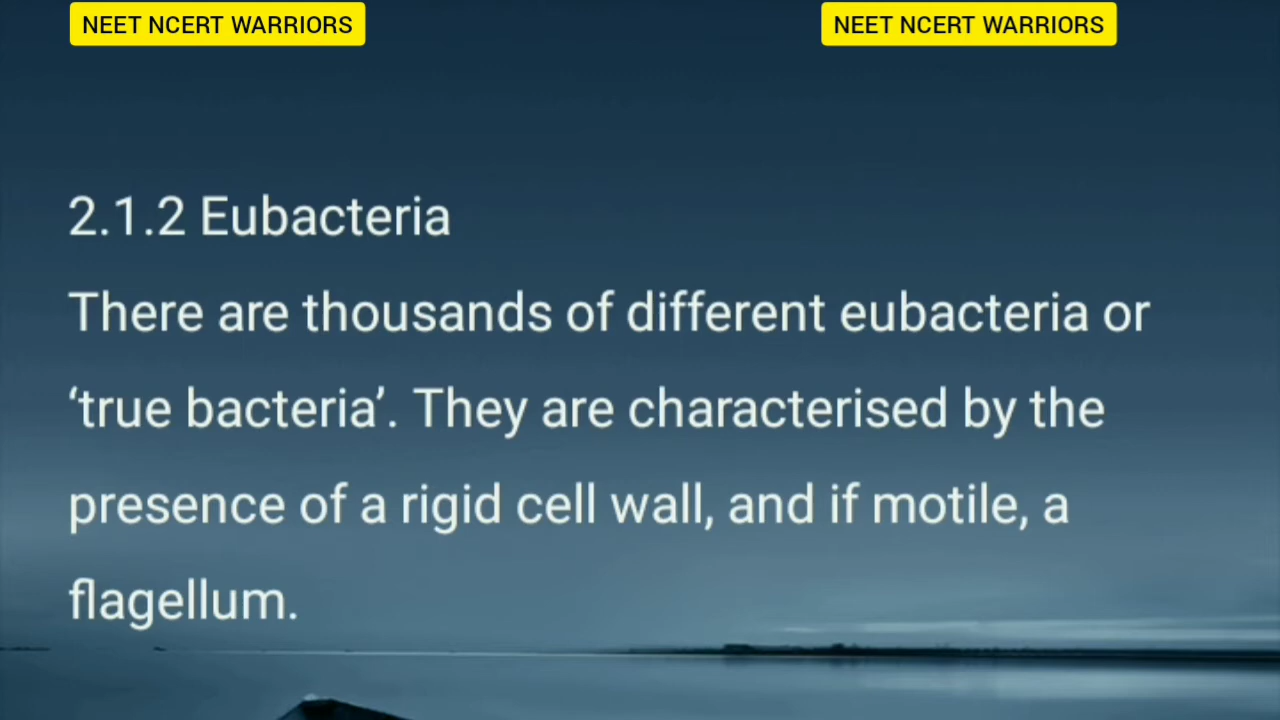 NEET NCERT WARRIORS NEET NCERT WARRIORS
2.1.2 Eubacteria
There are thousands of different eubacteria or
‘true bacteria’. They are characterised by the
presence of a rigid cell wall, and if motile, a
flagellum.